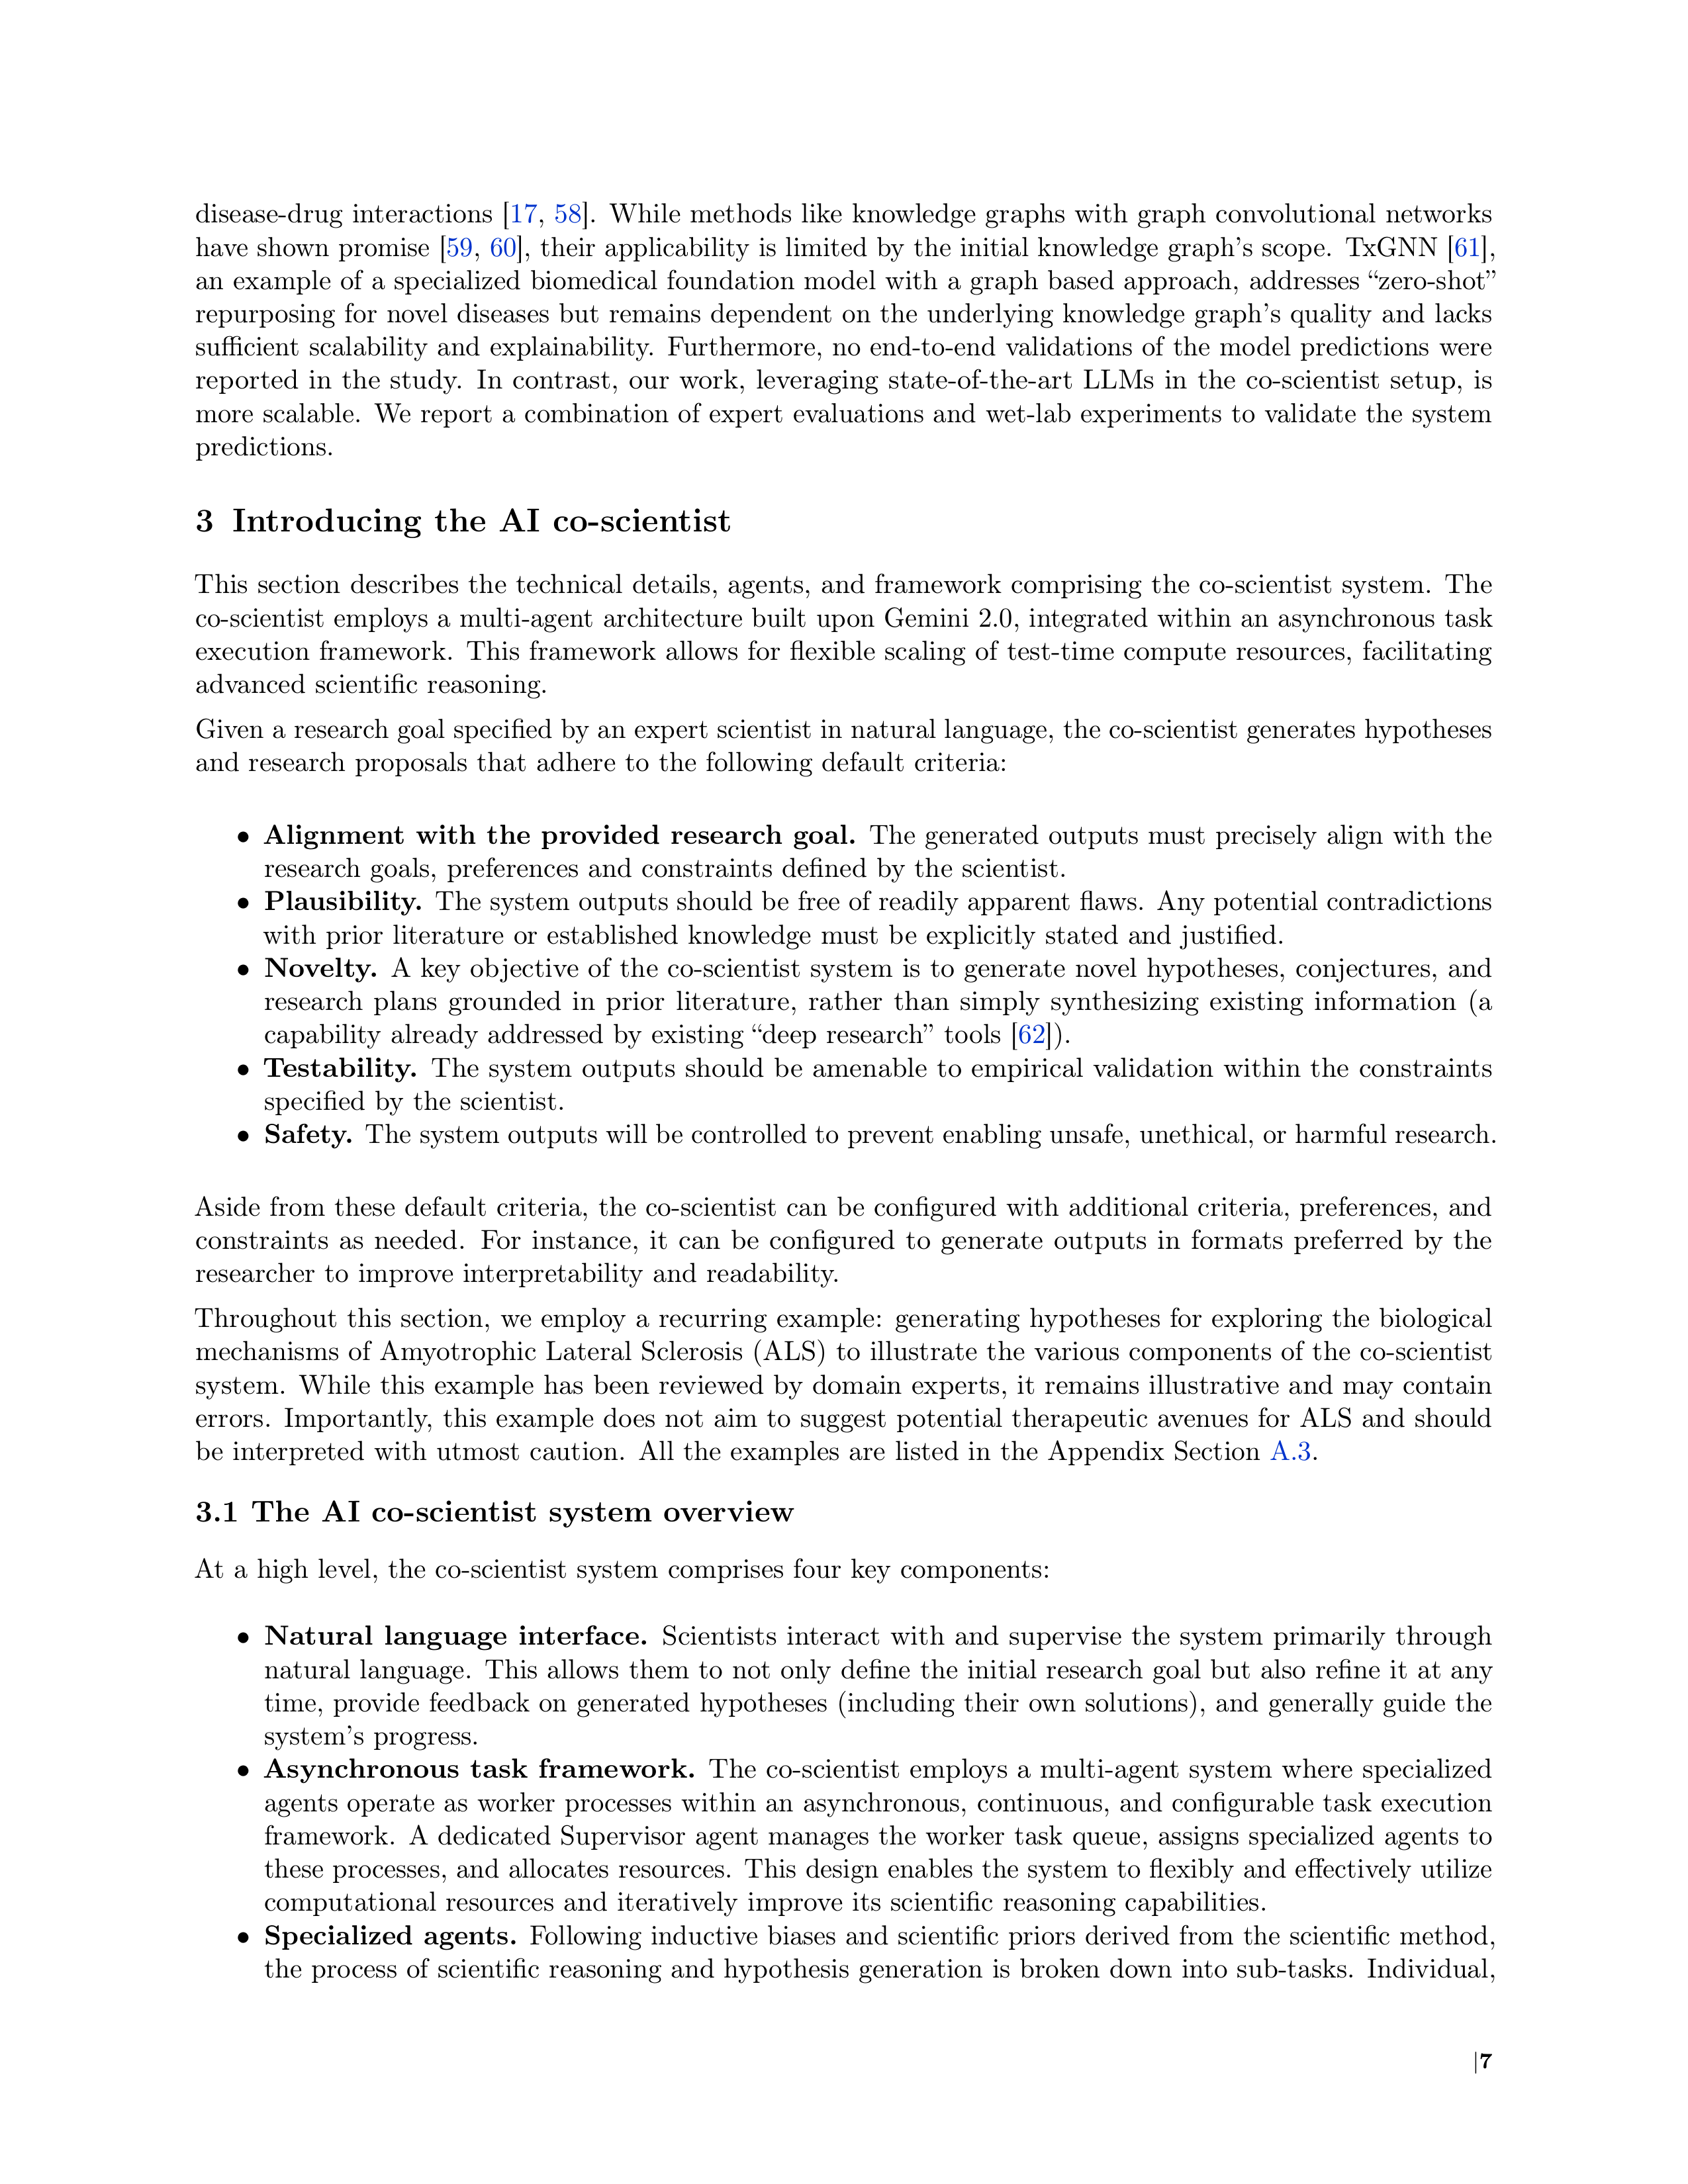 disease-drug interactions [17, 58]. While methods like knowledge graphs with graph convolutional networks
have shown promise [59, 60], their applicability is limited by the initial knowledge graph's scope. TxGNN [61],
an example of a specialized biomedical foundation model with a graph based approach, addresses “zero-shot”
repurposing for novel diseases but remains dependent on the underlying knowledge graph's quality and lacks
sufficient scalability and explainability. Furthermore, no end-to-end validations of the model predictions were
reported in the study. In contrast, our work, leveraging state-of-the-art LLMs in the co-scientist setup, is
more scalable. We report a combination of expert evaluations and wet-lab experiments to validate the system
predictions.
3 Introducing the AI co-scientist
This section describes the technical details, agents, and framework comprising the co-scientist system. The
co-scientist employs a multi-agent architecture built upon Gemini 2.0, integrated within an asynchronous task
execution framework. This framework allows for flexible scaling of test-time compute resources, facilitating
advanced scientific reasoning.
Given a research goal specified by an expert scientist in natural language, the co-scientist generates hypotheses
and research proposals that adhere to the following default criteria:
• Alignment with the provided research goal. The generated outputs must precisely align with the
research goals, preferences and constraints defined by the scientist.
• Plausibility. The system outputs should be free of readily apparent flaws. Any potential contradictions
with prior literature or established knowledge must be explicitly stated and justified.
• Novelty. A key objective of the co-scientist system is to generate novel hypotheses, conjectures, and
research plans grounded in prior literature, rather than simply synthesizing existing information (a
capability already addressed by existing “deep research” tools [62]).
• Testability. The system outputs should be amenable to empirical validation within the constraints
specified by the scientist.
• Safety. The system outputs will be controlled to prevent enabling unsafe, unethical, or harmful research.
Aside from these default criteria, the co-scientist can be configured with additional criteria, preferences, and
constraints as needed. For instance, it can be configured to generate outputs in formats preferred by the
researcher to improve interpretability and readability.
Throughout this section, we employ a recurring example: generating hypotheses for exploring the biological
mechanisms of Amyotrophic Lateral Sclerosis (ALS) to illustrate the various components of the co-scientist
system. While this example has been reviewed by domain experts, it remains illustrative and may contain
errors. Importantly, this example does not aim to suggest potential therapeutic avenues for ALS and should
be interpreted with utmost caution. All the examples are listed in the Appendix Section A.3.
3.1 The AI co-scientist system overview
At a high level, the co-scientist system comprises four key components:
• Natural language interface. Scientists interact with and supervise the system primarily through
natural language. This allows them to not only define the initial research goal but also refine it at any
time, provide feedback on generated hypotheses (including their own solutions), and generally guide the
system's progress.
• Asynchronous task framework. The co-scientist employs a multi-agent system where specialized
agents operate as worker processes within an asynchronous, continuous, and configurable task execution
framework. A dedicated Supervisor agent manages the worker task queue, assigns specialized agents to
these processes, and allocates resources. This design enables the system to flexibly and effectively utilize
computational resources and iteratively improve its scientific reasoning capabilities.
• Specialized agents. Following inductive biases and scientific priors derived from the scientific method,
the process of scientific reasoning and hypothesis generation is broken down into sub-tasks. Individual,
|7